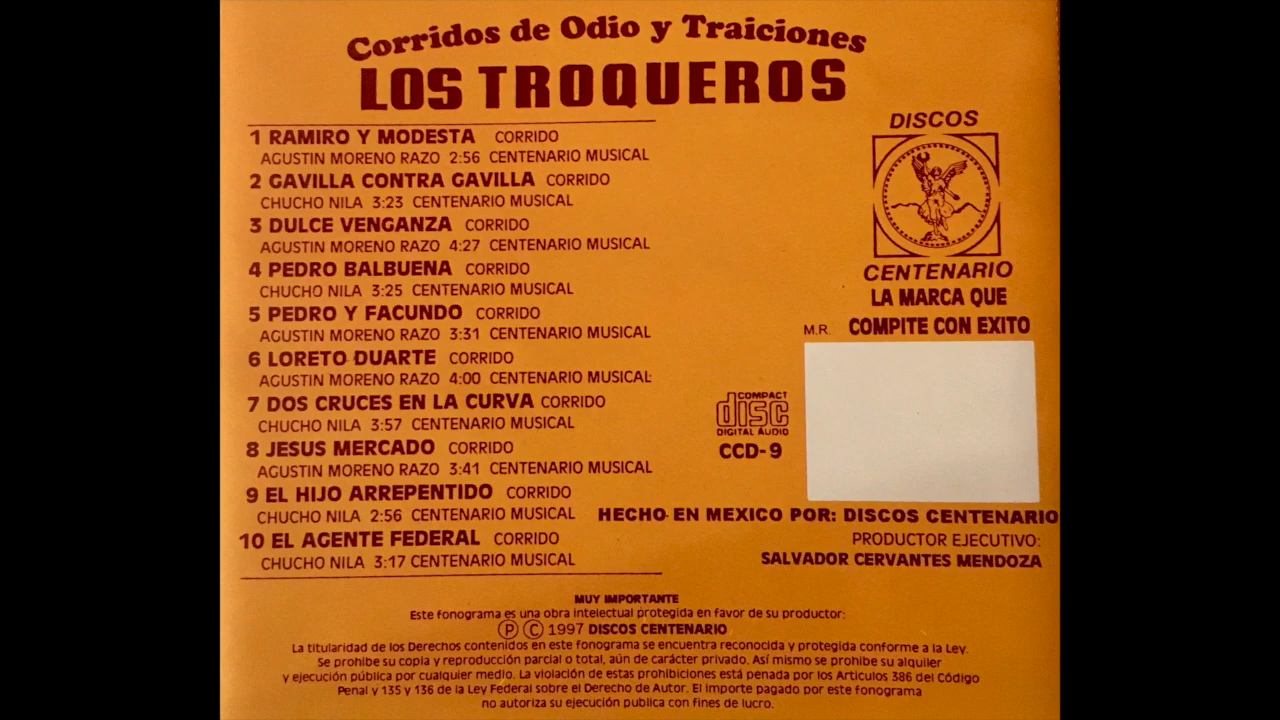 Corridos de Odio y Traiciones
LOS TROQUEROS
1 RAMIRO Y MODESTA CORRIDO
AGUSTIN MORENO RAZO 2:56 CENTENARIO MUSICAL
2 GAVILLA CONTRA GAVILLA CORRIDO
CHUCHO NILA 3:23 CENTENARIO MUSICAL
3 DULCE VENGANZA CORRIDO
AGUSTIN MORENO RAZO 4:27 CENTENARIO MUSICAL
4 PEDRO BALBUENA CORRIDO
CHUCHO NILA 3:25 CENTENARIO MUSICAL
5 PEDRO Y FACUNDO CORRIDO
AGUSTIN MORENO RAZO 3:31 CENTENARIO MUSICAL
6 LORETO DUARTE CORRIDO
AGUSTIN MORENO RAZO 4:00 CENTENARIO MUSICAL
7 DOS CRUCES EN LA CURVA CORRIDO
CHUCHO NILA 3:57 CENTENARIO MUSICAL
8 JESUS MERCADO CORRIDO
AGUSTIN MORENO RAZO 3:41 CENTENARIO MUSICAL
9 EL HIJO ARREPENTIDO CORRIDO
CHUCHO NILA 2:56 CENTENARIO MUSICAL
10 EL AGENTE FEDERAL CORRIDO
CHUCHO NILA 3:17 CENTENARIO MUSICAL
DISCOS
CENTENARIO
LA MARCA QUE
M.R. COMPITE CON EXITO
COMPACT
disc
DIGITAL AUDIO
CCD-9
HECHO EN MEXICO POR: DISCOS CENTENARIO
PRODUCTOR EJECUTIVO:
SALVADOR CERVANTES MENDOZA
MUY IMPORTANTE
Este fonograma es una obra intelectual protegida en favor de su productor:
Ⓟ Ⓒ 1997 DISCOS CENTENARIO
La titularidad de los Derechos contenidos en este fonograma se encuentra reconocida y protegida conforme a la Ley.
Se prohibe su copia y reproducción parcial o total, aún de carácter privado. Así mismo se prohibe su alquiler
y ejecución pública por cualquier medio. La violación de estas prohibiciones está penada por los Articulos 386 del Código
Penal y 135 y 136 de la Ley Federal sobre el Derecho de Autor. El importe pagado por este fonograma
no autoriza su ejecución publica con fines de lucro.